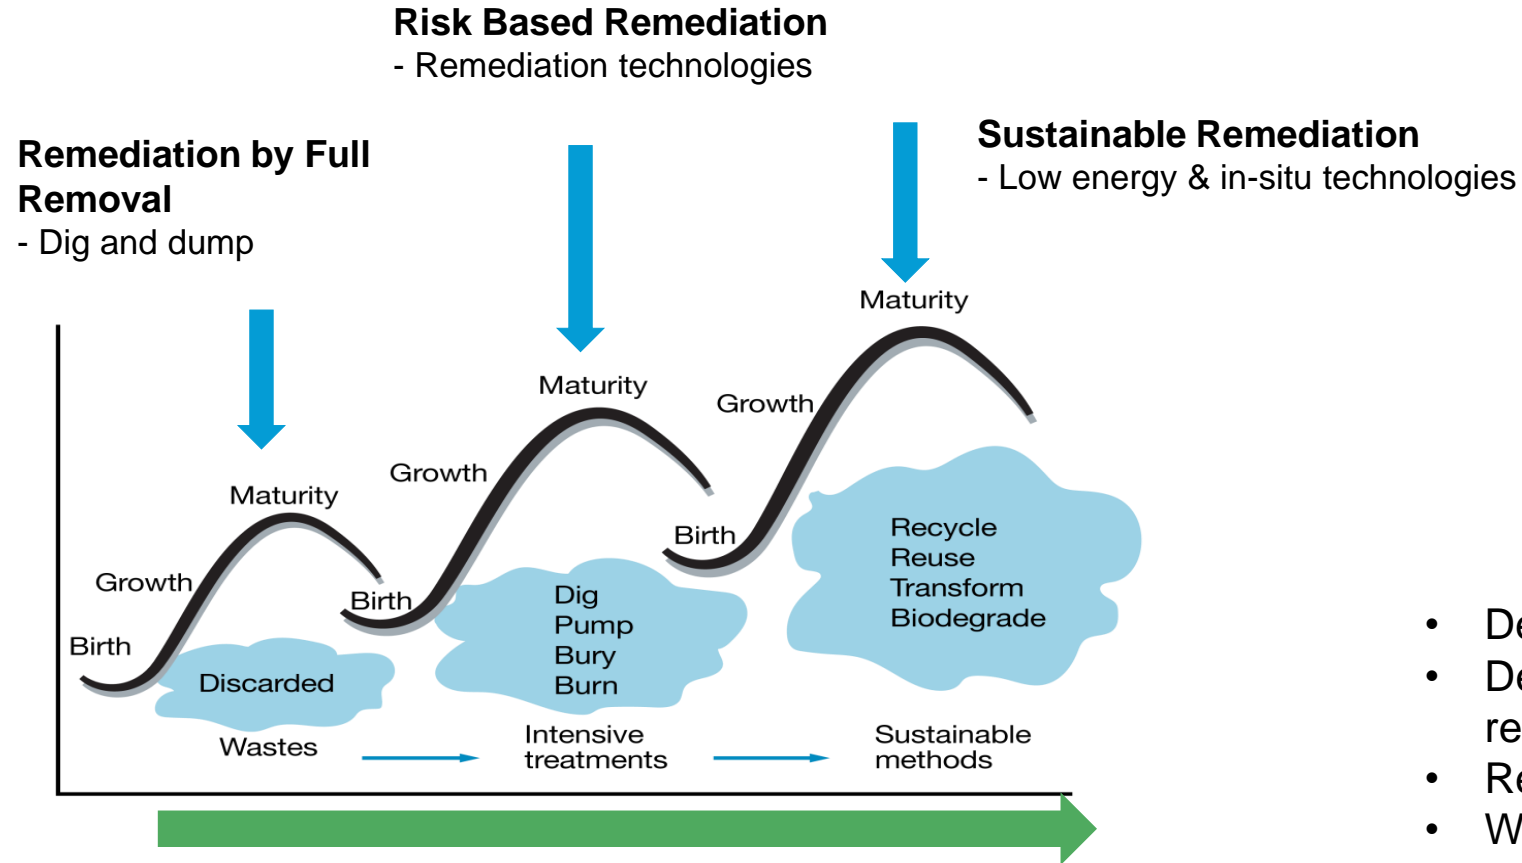 Risk Based Remediation
- Remediation technologies
Sustainable Remediation
- Low energy & in-situ technologies
Remediation by Full
Removal
- Dig and dump
Maturity
Growth
Birth
Discarded
Wastes
Maturity
Growth
Birth
Dig
Pump
Bury
Burn
Intensive
treatments
Maturity
Growth
Birth
Recycle
Reuse
Transform
Biodegrade
Sustainable
methods
•
•
•
•